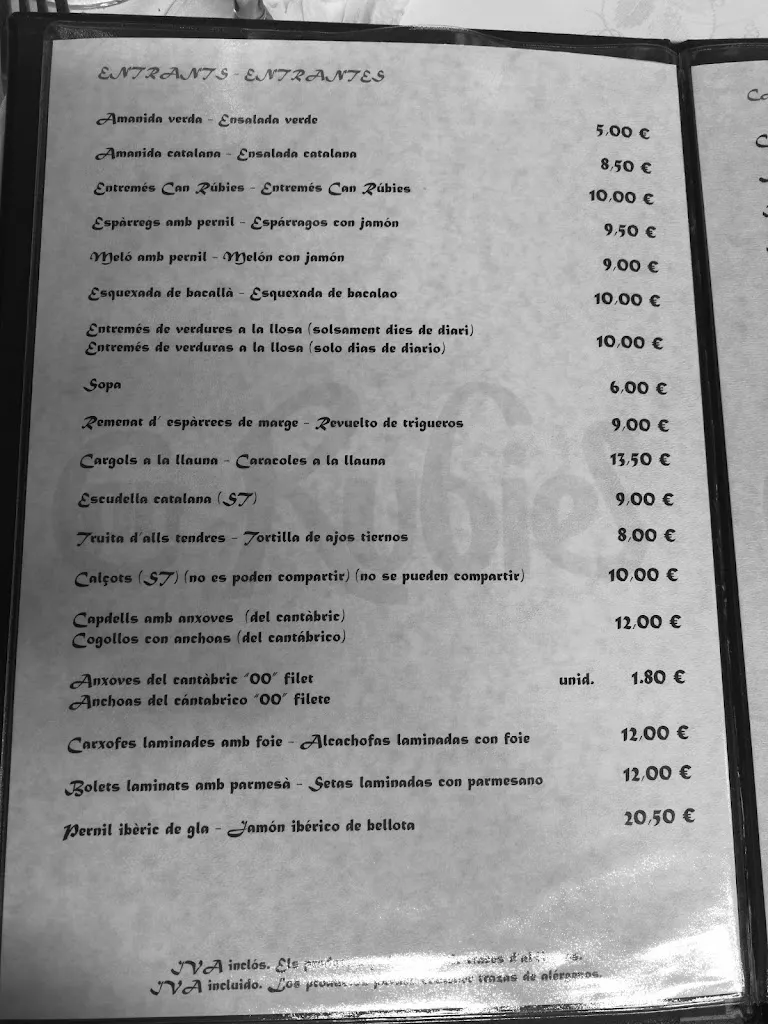 ENTRANTS - ENTRANTES
Amanida verda - Ensalada verde 5,00 €
Amanida catalana - Ensalada catalana 8,50 €
Entremés Can Rúbies - Entremés Can Rúbies 10,00 €
Espàrregs amb pernil - Espárragos con jamón 9,50 €
Meló amb pernil - Melón con jamón 9,00 €
Esquexada de bacallà - Esquexada de bacalao 10,00 €
Entremés de verdures a la llosa (solsament dies de diari)
Entremés de verduras a la llosa (solo dias de diario) 10,00 €
Sopa 6,00 €
Remenat d' espàrrecs de marge - Revuelto de trigueros 9,00 €
Cargols a la llauna - Caracoles a la llauna 13,50 €
Escudella catalana (ST) 9,00 €
Truita d'alls tendres - Tortilla de ajos tiernos 8,00 €
Calçots (ST) (no es poden compartir) (no se pueden compartir) 10,00 €
Capdells amb anxoves (del cantàbric) 12,00 €
Cogollos con anchoas (del cantábrico)
Anxoves del cantàbric "OO" filet unid. 1.80 €
Anchoas del cántabrico "OO" filete
Carxofes laminades amb foie - Alcachofas laminadas con foie 12,00 €
Bolets laminats amb parmesà - Setas laminadas con parmesano 12,00 €
Pernil ibèric de gla - Jamón ibérico de bellota 20,50 €
IVA inclós. Els
IVA incluido. Los trazas de alérgenos.